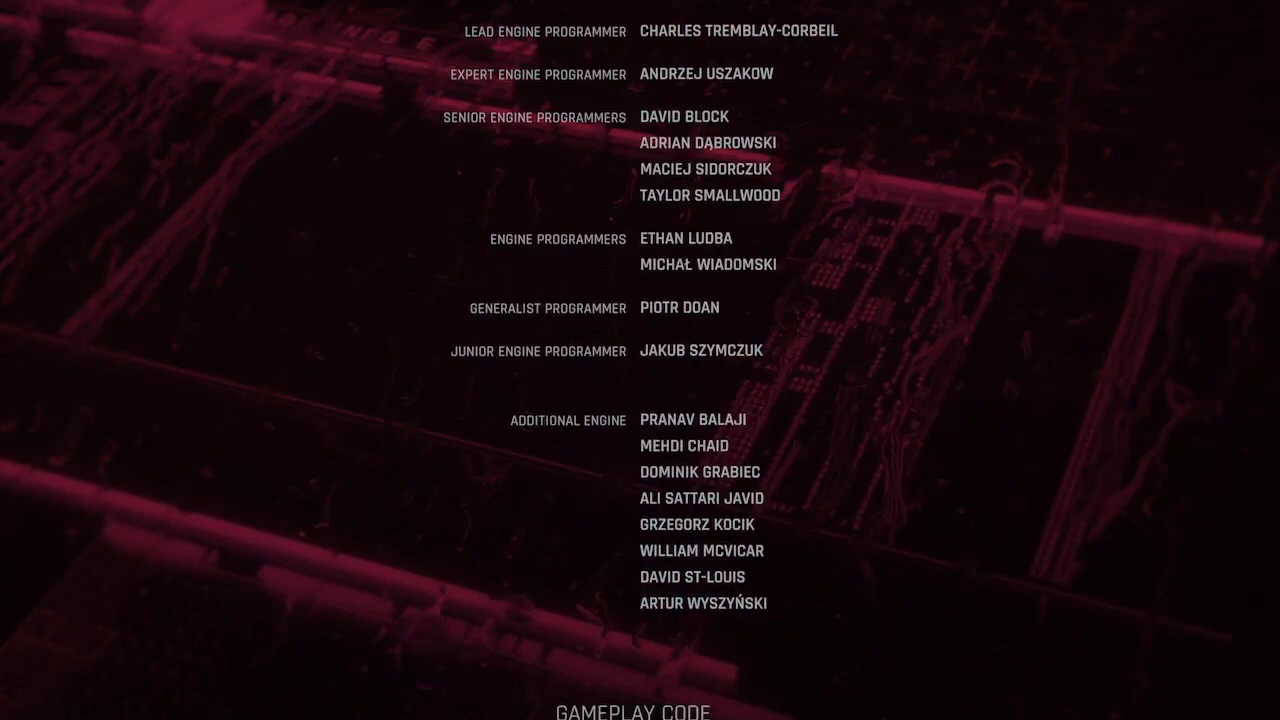 LEAD ENGINE PROGRAMMER CHARLES TREMBLAY-CORBEIL
EXPERT ENGINE PROGRAMMER ANDRZEJ USZAKOW
SENIOR ENGINE PROGRAMMERS DAVID BLOCK
ADRIAN DĄBROWSKI
MACIEJ SIDORCZUK
TAYLOR SMALLWOOD
ENGINE PROGRAMMERS ETHAN LUDBA
MICHAŁ WIADOMSKI
GENERALIST PROGRAMMER PIOTR DOAN
JUNIOR ENGINE PROGRAMMER JAKUB SZYMCZUK
ADDITIONAL ENGINE PRANAV BALAJI
MEHDI CHAID
DOMINIK GRABIEC
ALI SATTARI JAVID
GRZEGORZ KOCIK
WILLIAM MCVICAR
DAVID ST-LOUIS
ARTUR WYSZYŃSKI
GAMEPLAY CODE